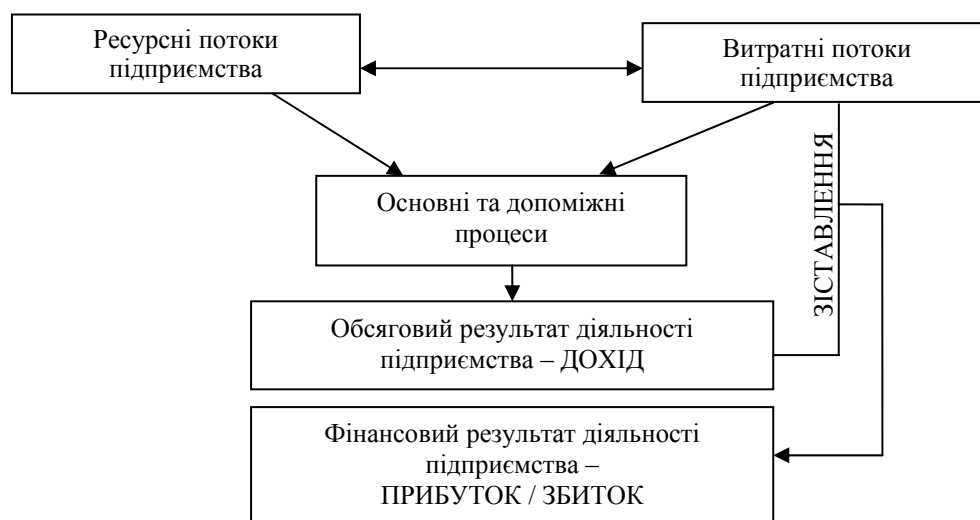 Ресурсні потоки
підприємства
Витратні потоки
підприємства
ЗІСТАВЛЕННЯ
Основні та допоміжні
процеси
Обсяговий результат діяльності
підприємства – ДОХІД
Фінансовий результат діяльності
підприємства –
ПРИБУТОК / ЗБИТОК